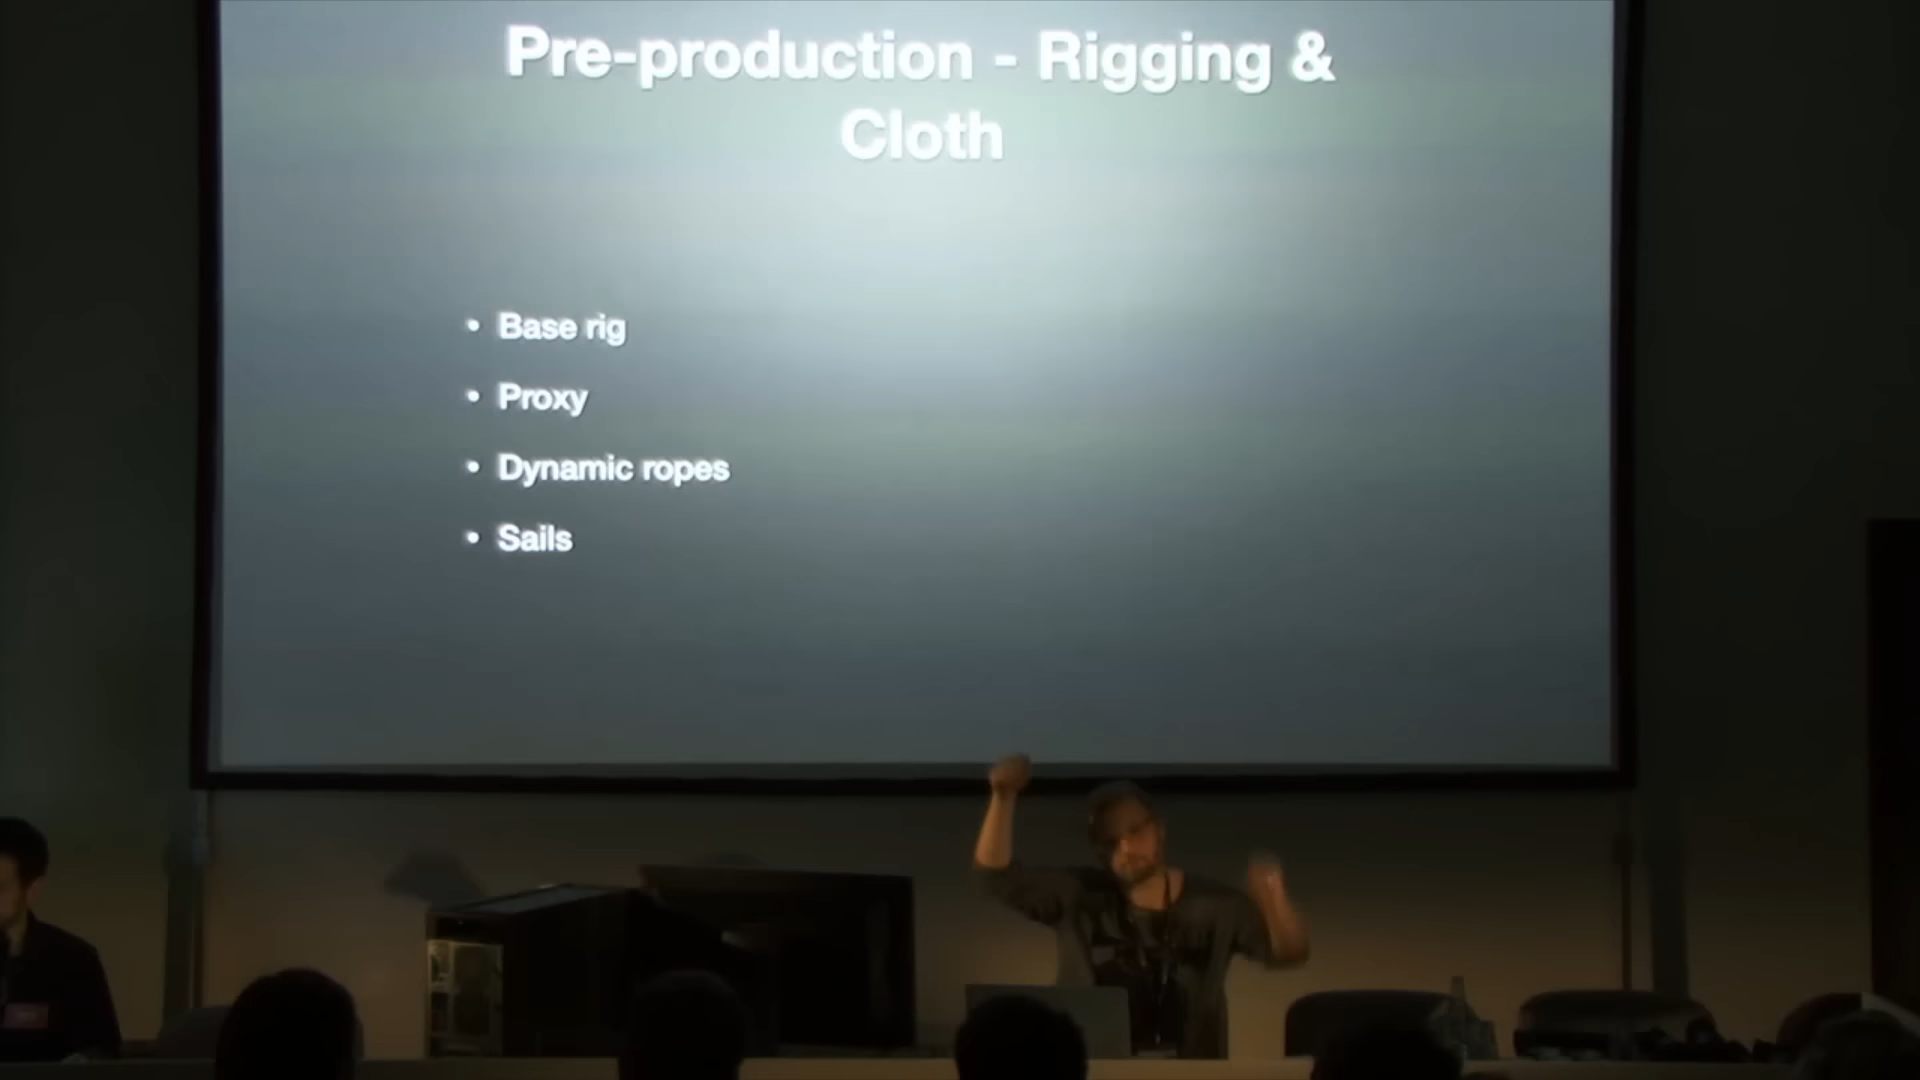 Pre-production - Rigging &
Cloth
• Base rig
• Proxy
• Dynamic ropes
• Sails